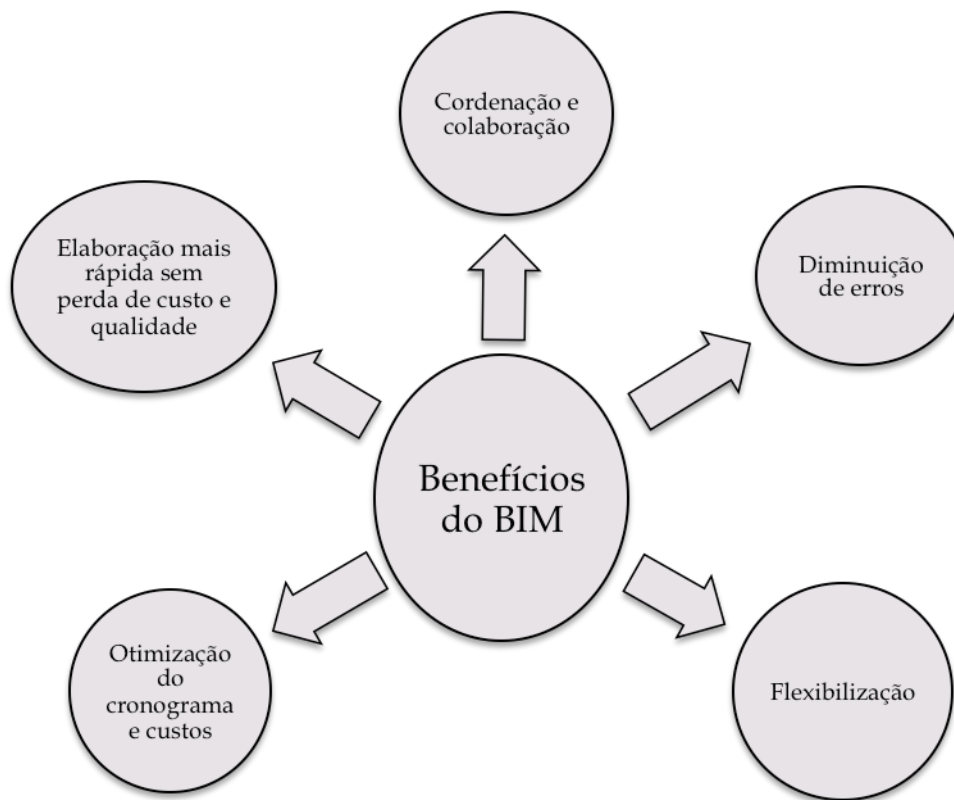 Cordenação e
colaboração
Elaboração mais
rápida sem
perda de custo e
qualidade
Diminuição
de erros
Benefícios
do BIM
Otimização
do
cronograma
e custos
Flexibilização